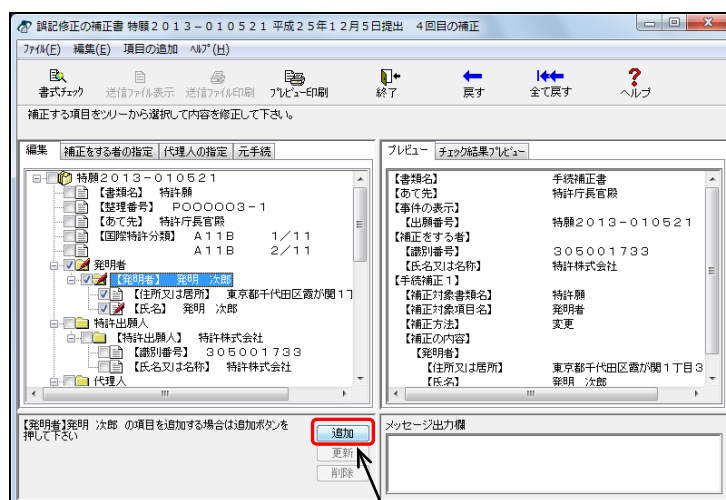 誤記修正の補正書 特願２０１３－０１０５２１ 平成２５年１２月５日提出　４回目の補正
ﾌｧｲﾙ(F)　編集(E)　項目の追加　ﾍﾙﾌﾟ(H)
書式ﾁｪｯｸ　送信ﾌｧｲﾙ表示　送信ﾌｧｲﾙ印刷　ﾌﾟﾚﾋﾞｭｰ印刷　終了　戻す　全て戻す　ヘルプ
補正する項目をﾂﾘｰから選択して内容を修正して下さい。
編集　補正をする者の指定　代理人の指定　元手続
特願２０１３－０１０５２１
【書類名】　特許願
【整理番号】　Ｐ００００３－１
【あて先】　特許庁長官殿
【国際特許分類】　Ａ１１Ｂ　　１／１１
Ａ１１Ｂ　　２／１１
発明者
【発明者】　発明　次郎
【住所又は居所】　東京都千代田区霞が関１丁
【氏名】　発明　次郎
特許出願人
【特許出願人】　特許株式会社
【識別番号】　３０５００１７３３
【氏名又は名称】　特許株式会社
代理人
ﾌﾟﾚﾋﾞｭｰ　ﾁｪｯｸ結果ﾌﾟﾚﾋﾞｭｰ
【書類名】　手続補正書
【あて先】　特許庁長官殿
【事件の表示】
【出願番号】　特願２０１３－０１０５２１
【補正をする者】
【識別番号】　３０５００１７３３
【氏名又は名称】　特許株式会社
【手続補正１】
【補正対象書類名】　特許願
【補正対象項目名】　発明者
【補正方法】　変更
【補正の内容】
【発明者】
【住所又は居所】　東京都千代田区霞が関１丁目３
【氏名】　発明　次郎
【発明者】発明　次郎　の項目を追加する場合は追加ﾎﾞﾀﾝを
押して下さい
追加
更新
削除
メッセージ出力欄